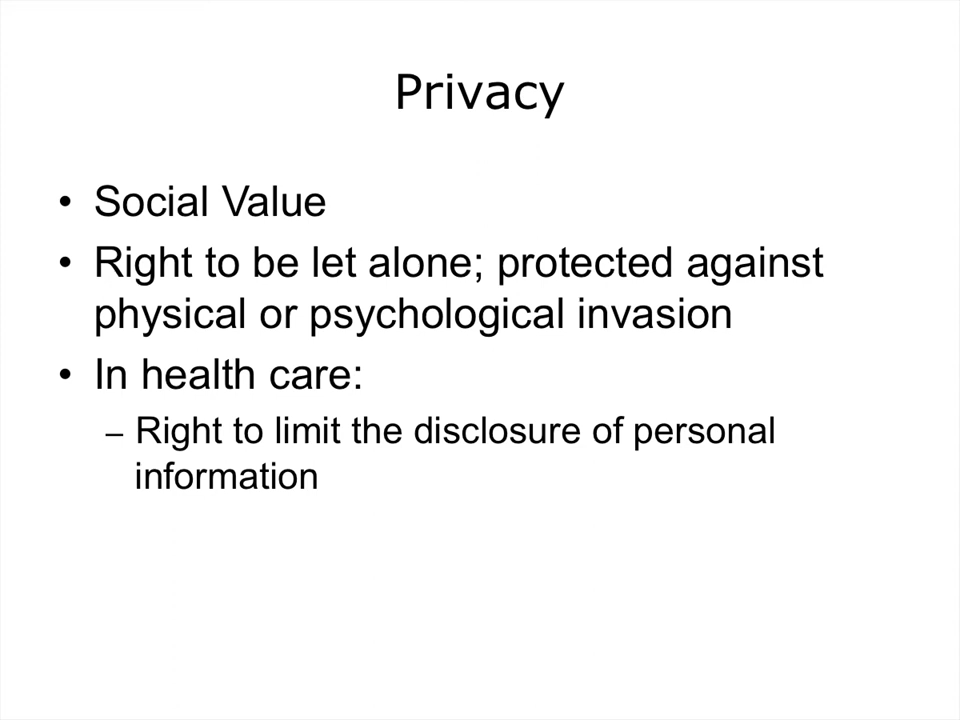 Privacy
• Social Value
• Right to be let alone; protected against
physical or psychological invasion
• In health care:
– Right to limit the disclosure of personal
information